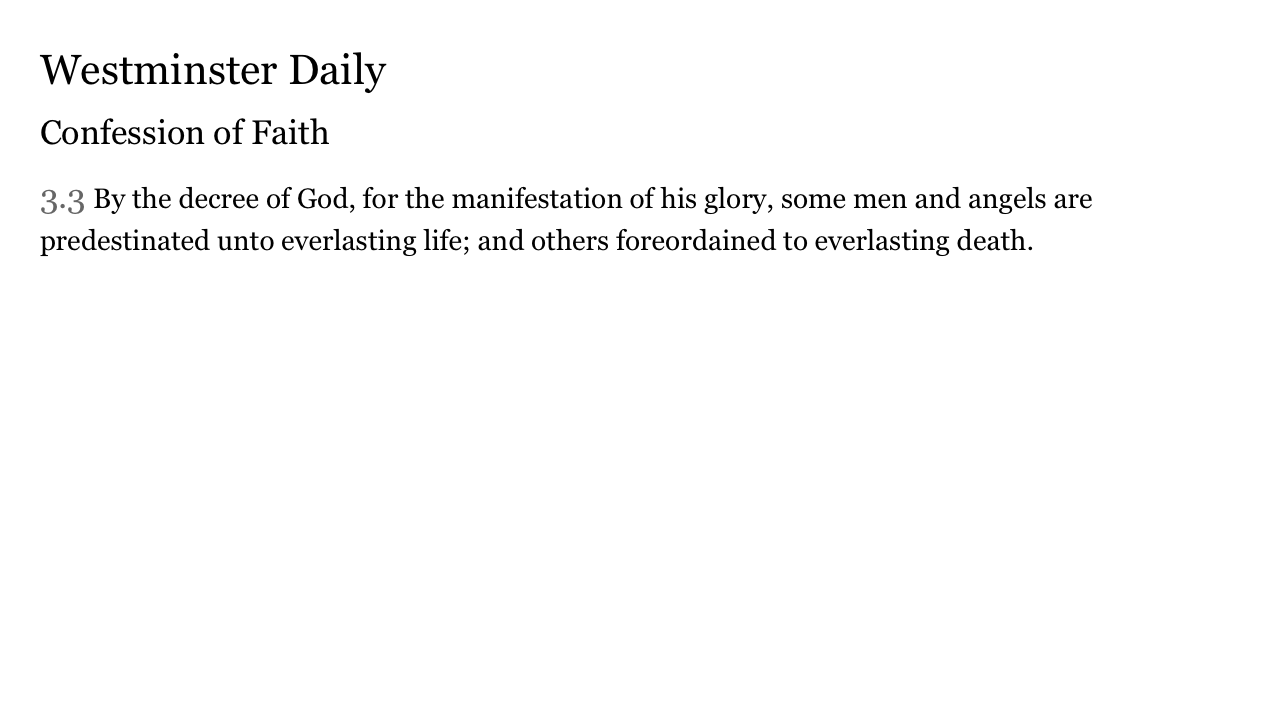 Westminster Daily
Confession of Faith
3.3 By the decree of God, for the manifestation of his glory, some men and angels are
predestinated unto everlasting life; and others foreordained to everlasting death.